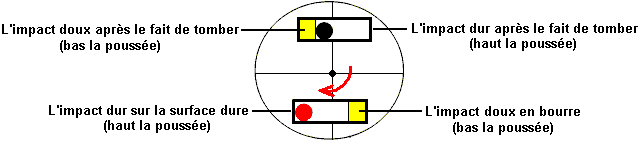 L'impact doux après le fait de tomber
(bas la poussée)
L'impact dur après le fait de tomber
(haut la poussée)
L'impact dur sur la surface dure
(haut la poussée)
L'impact doux en bourre
(bas la poussée)